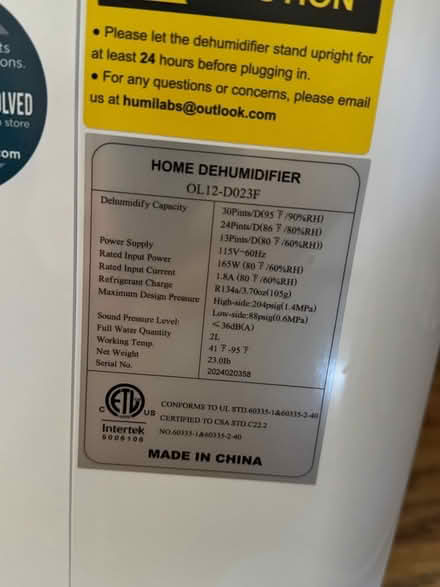 • Please let the dehumidifier stand upright for
at least 24 hours before plugging in.
• For any questions or concerns, please email
us at humilabs@outlook.com
HOME DEHUMIDIFIER
OL12-D023F
Dehumidify Capacity 30Pints/D(95℉/90%RH)
24Pints/D(86℉/80%RH)
13Pints/D(80℉/60%RH))
Power Supply 115V~60Hz
Rated Input Power 165W(80℉/60%RH)
Rated Input Current 1.8A(80℉/60%RH)
Refrigerant Charge R134a/3.70oz(105g)
Maximum Design Pressure High-side:204psig(1.4MPa)
Low-side:88psig(0.6MPa)
Sound Pressure Level: ≤36dB(A)
Full Water Quantity 2L
Working Temp. 41℉-95℉
Net Weight 23.0lb
Serial No. 2024020358
C ETL US
Intertek
5006106
CONFORMS TO UL STD.60335-1&60335-2-40
CERTIFIED TO CSA STD.C22.2
NO.60335-1&60335-2-40
MADE IN CHINA